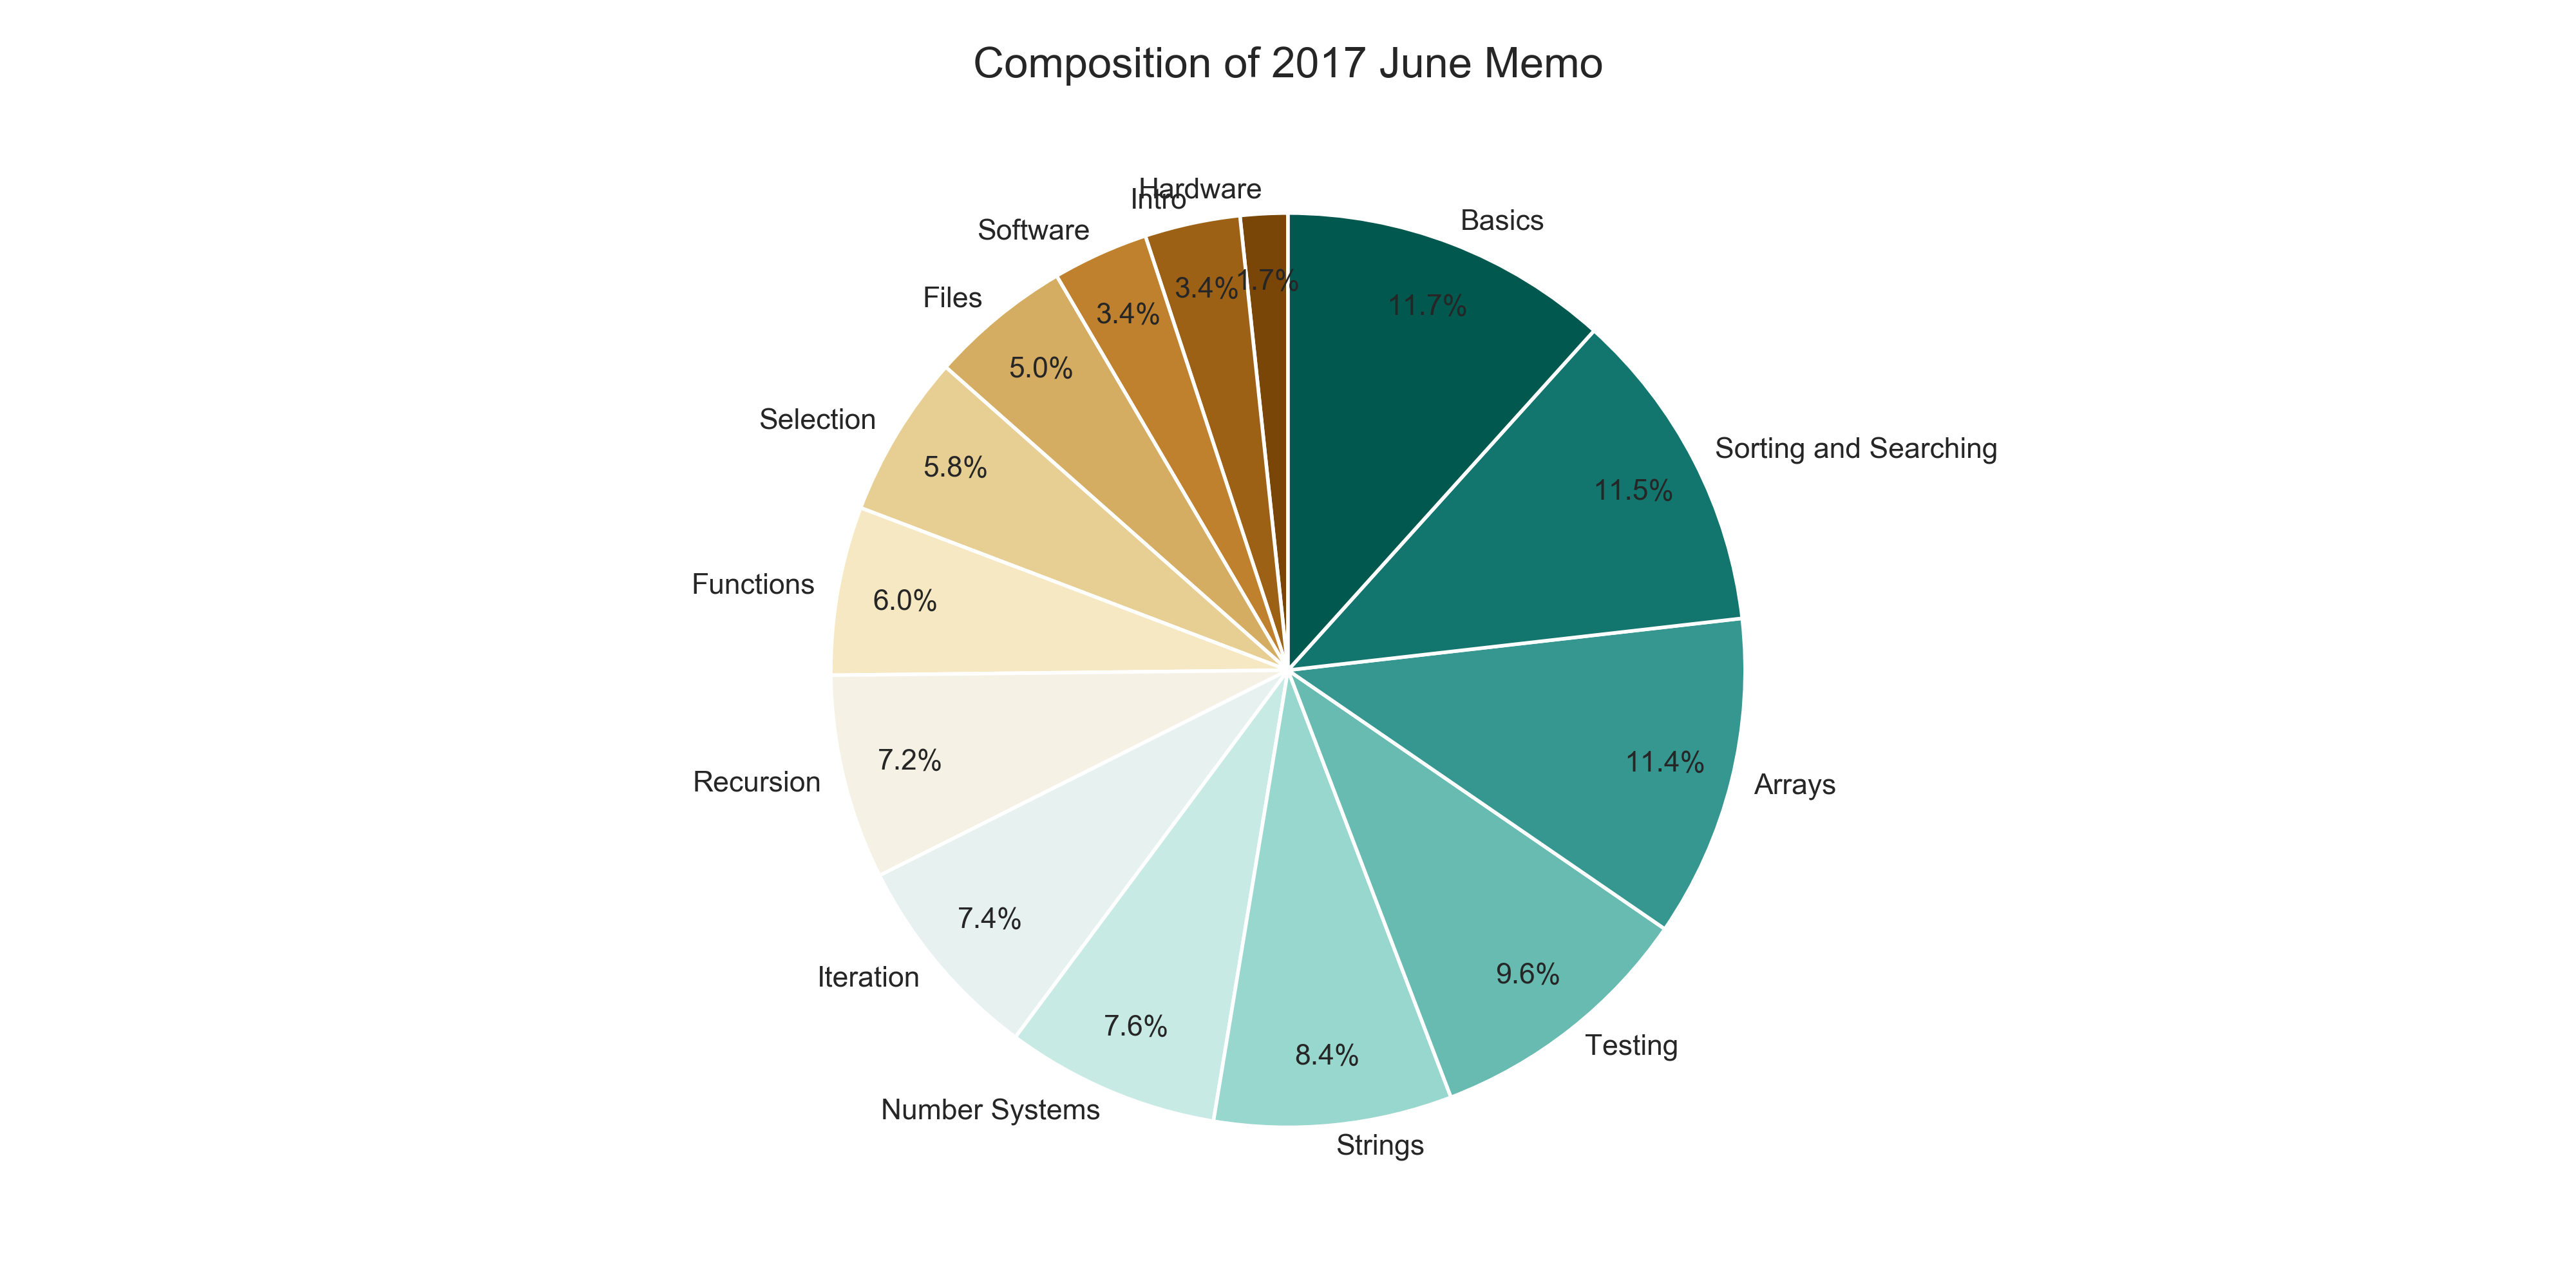 Composition of 2017 June Memo
Hardware
Intro
Basics
Software
Files
Selection
Functions
Recursion
Iteration
Number Systems
Strings
Testing
Arrays
Sorting and Searching
1.7%
3.4%
3.4%
5.0%
5.8%
6.0%
7.2%
7.4%
7.6%
8.4%
9.6%
11.4%
11.5%
11.7%